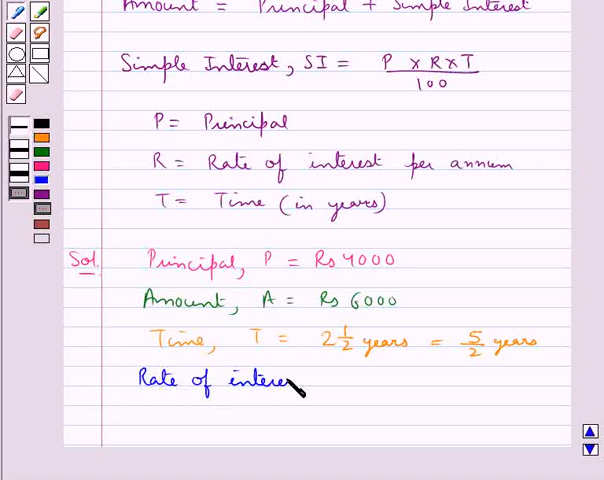 Amount = Principal + Simple Interest
Simple Interest, SI = P x R x T / 100
P = Principal
R = Rate of interest per annum
T = Time (in years)
Sol. Principal, P = Rs 4000
Amount, A = Rs 6000
Time, T = 2 1/2 years = 5/2 years
Rate of intere